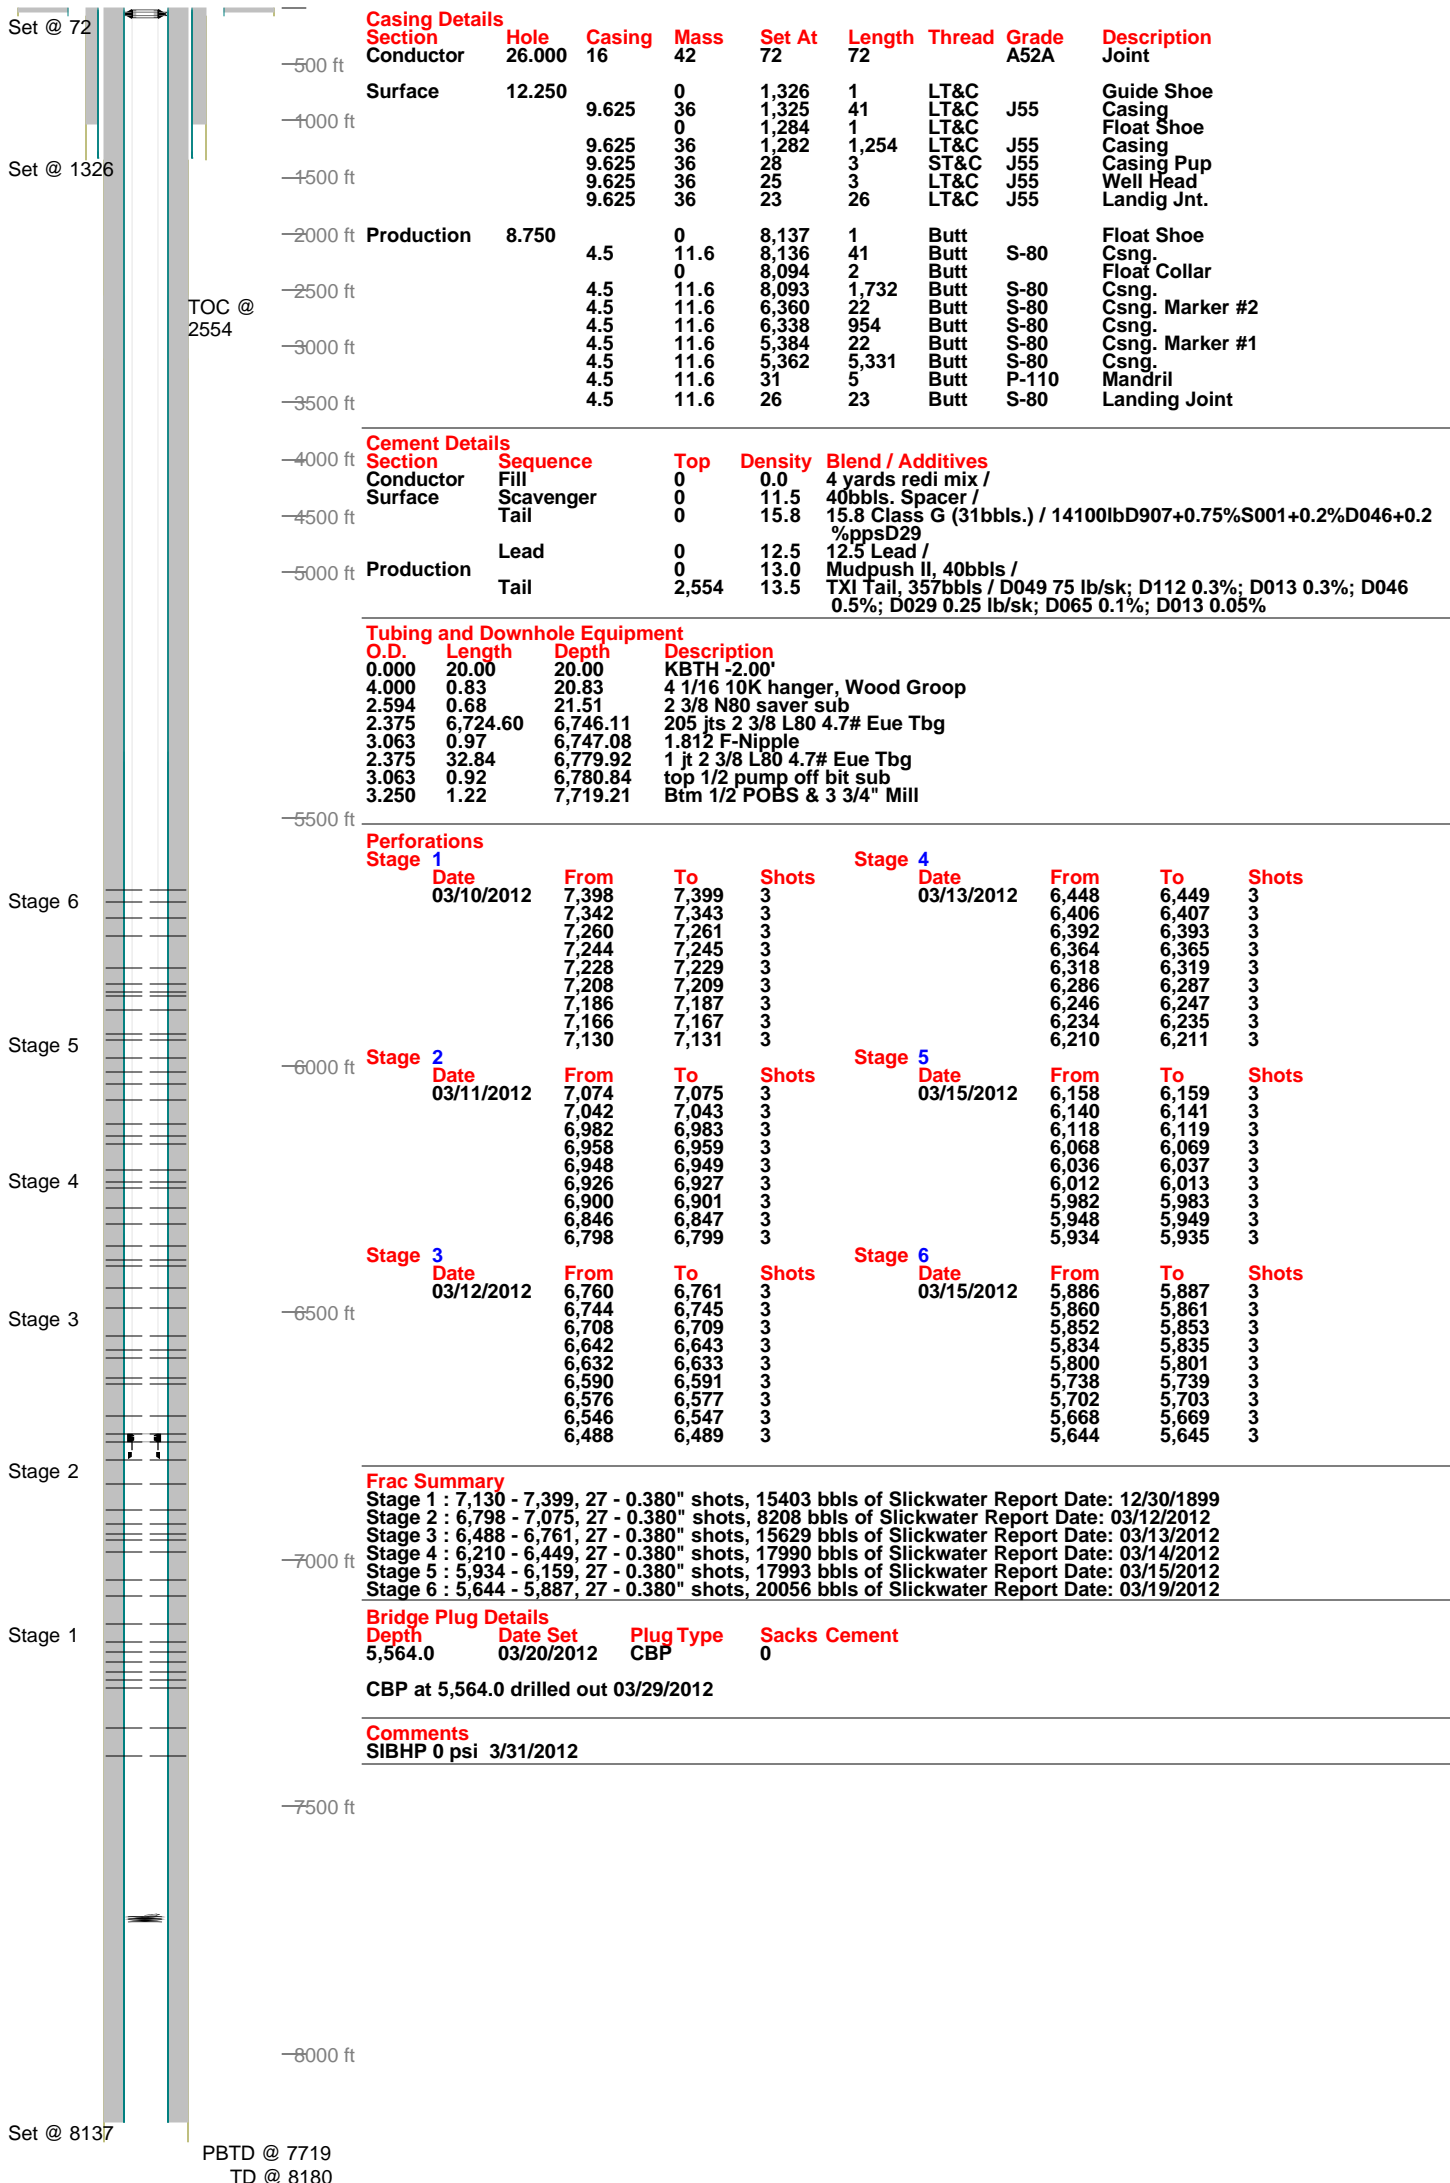 Set @ 72
Set @ 1326
TOC @
2554
Stage 6
Stage 5
Stage 4
Stage 3
Stage 2
Stage 1
Set @ 8137
PBTD @ 7719
TD @ 8180
500 ft
1000 ft
1500 ft
2000 ft
2500 ft
3000 ft
3500 ft
4000 ft
4500 ft
5000 ft
5500 ft
6000 ft
6500 ft
7000 ft
7500 ft
8000 ft
Casing Details
Section Hole Casing Mass Set At Length Thread Grade Description
Conductor 26.000 16 42 72 72 A52A Joint
Surface 12.250 0 1,326 1 LT&C Guide Shoe
9.625 36 1,325 41 LT&C J55 Casing
0 1,284 1 LT&C Float Shoe
9.625 36 1,282 1,254 LT&C J55 Casing
9.625 36 28 3 ST&C J55 Casing Pup
9.625 36 25 3 LT&C J55 Well Head
9.625 36 23 26 LT&C J55 Landig Jnt.
Production 8.750 0 8,137 1 Butt Float Shoe
4.5 11.6 8,136 41 Butt S-80 Csng.
0 8,094 2 Butt Float Collar
4.5 11.6 8,093 1,732 Butt S-80 Csng.
4.5 11.6 6,360 22 Butt S-80 Csng. Marker #2
4.5 11.6 6,338 954 Butt S-80 Csng.
4.5 11.6 5,384 22 Butt S-80 Csng. Marker #1
4.5 11.6 5,362 5,331 Butt S-80 Csng.
4.5 11.6 31 5 Butt P-110 Mandril
4.5 11.6 26 23 Butt S-80 Landing Joint
Cement Details
Section Sequence Top Density Blend / Additives
Conductor Fill 0 0.0 4 yards redi mix /
Surface Scavenger 0 11.5 40bbls. Spacer /
Tail 0 15.8 15.8 Class G (31bbls.) / 14100lbD907+0.75%S001+0.2%D046+0.2
%ppsD29
Lead 0 12.5 12.5 Lead /
Production 0 13.0 Mudpush II, 40bbls /
Tail 2,554 13.5 TXI Tail, 357bbls / D049 75 lb/sk; D112 0.3%; D013 0.3%; D046
0.5%; D029 0.25 lb/sk; D065 0.1%; D013 0.05%
Tubing and Downhole Equipment
O.D. Length Depth Description
0.000 20.00 20.00 KBTH -2.00'
4.000 0.83 20.83 4 1/16 10K hanger, Wood Groop
2.594 0.68 21.51 2 3/8 N80 saver sub
2.375 6,724.60 6,746.11 205 jts 2 3/8 L80 4.7# Eue Tbg
3.063 0.97 6,747.08 1.812 F-Nipple
2.375 32.84 6,779.92 1 jt 2 3/8 L80 4.7# Eue Tbg
3.063 0.92 6,780.84 top 1/2 pump off bit sub
3.250 1.22 7,719.21 Btm 1/2 POBS & 3 3/4" Mill
Perforations
Stage 1
Date From To Shots
03/10/2012 7,398 7,399 3
7,342 7,343 3
7,260 7,261 3
7,244 7,245 3
7,228 7,229 3
7,208 7,209 3
7,186 7,187 3
7,166 7,167 3
7,130 7,131 3
Stage 2
Date From To Shots
03/11/2012 7,074 7,075 3
7,042 7,043 3
6,982 6,983 3
6,958 6,959 3
6,948 6,949 3
6,926 6,927 3
6,900 6,901 3
6,846 6,847 3
6,798 6,799 3
Stage 3
Date From To Shots
03/12/2012 6,760 6,761 3
6,744 6,745 3
6,708 6,709 3
6,642 6,643 3
6,632 6,633 3
6,590 6,591 3
6,576 6,577 3
6,546 6,547 3
6,488 6,489 3
Stage 4
Date From To Shots
03/13/2012 6,448 6,449 3
6,406 6,407 3
6,392 6,393 3
6,364 6,365 3
6,318 6,319 3
6,286 6,287 3
6,246 6,247 3
6,234 6,235 3
6,210 6,211 3
Stage 5
Date From To Shots
03/15/2012 6,158 6,159 3
6,140 6,141 3
6,118 6,119 3
6,068 6,069 3
6,036 6,037 3
6,012 6,013 3
5,982 5,983 3
5,948 5,949 3
5,934 5,935 3
Stage 6
Date From To Shots
03/15/2012 5,886 5,887 3
5,860 5,861 3
5,852 5,853 3
5,834 5,835 3
5,800 5,801 3
5,738 5,739 3
5,702 5,703 3
5,668 5,669 3
5,644 5,645 3
Frac Summary
Stage 1 : 7,130 - 7,399, 27 - 0.380" shots, 15403 bbls of Slickwater Report Date: 12/30/1899
Stage 2 : 6,798 - 7,075, 27 - 0.380" shots, 8208 bbls of Slickwater Report Date: 03/12/2012
Stage 3 : 6,488 - 6,761, 27 - 0.380" shots, 15629 bbls of Slickwater Report Date: 03/13/2012
Stage 4 : 6,210 - 6,449, 27 - 0.380" shots, 17990 bbls of Slickwater Report Date: 03/14/2012
Stage 5 : 5,934 - 6,159, 27 - 0.380" shots, 17993 bbls of Slickwater Report Date: 03/15/2012
Stage 6 : 5,644 - 5,887, 27 - 0.380" shots, 20056 bbls of Slickwater Report Date: 03/19/2012
Bridge Plug Details
Depth Date Set Plug Type Sacks Cement
5,564.0 03/20/2012 CBP 0
CBP at 5,564.0 drilled out 03/29/2012
Comments
SIBHP 0 psi 3/31/2012